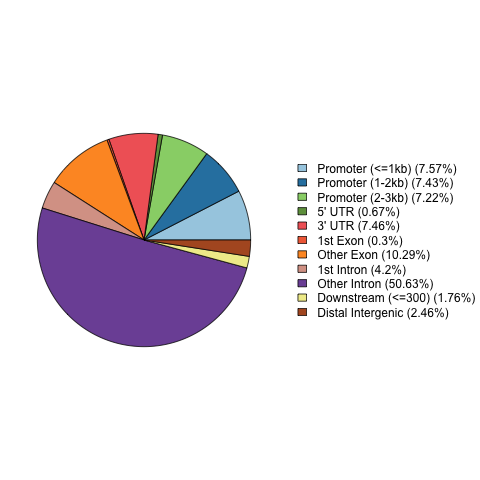 Promoter (<=1kb) (7.57%)
Promoter (1-2kb) (7.43%)
Promoter (2-3kb) (7.22%)
5' UTR (0.67%)
3' UTR (7.46%)
1st Exon (0.3%)
Other Exon (10.29%)
1st Intron (4.2%)
Other Intron (50.63%)
Downstream (<=300) (1.76%)
Distal Intergenic (2.46%)